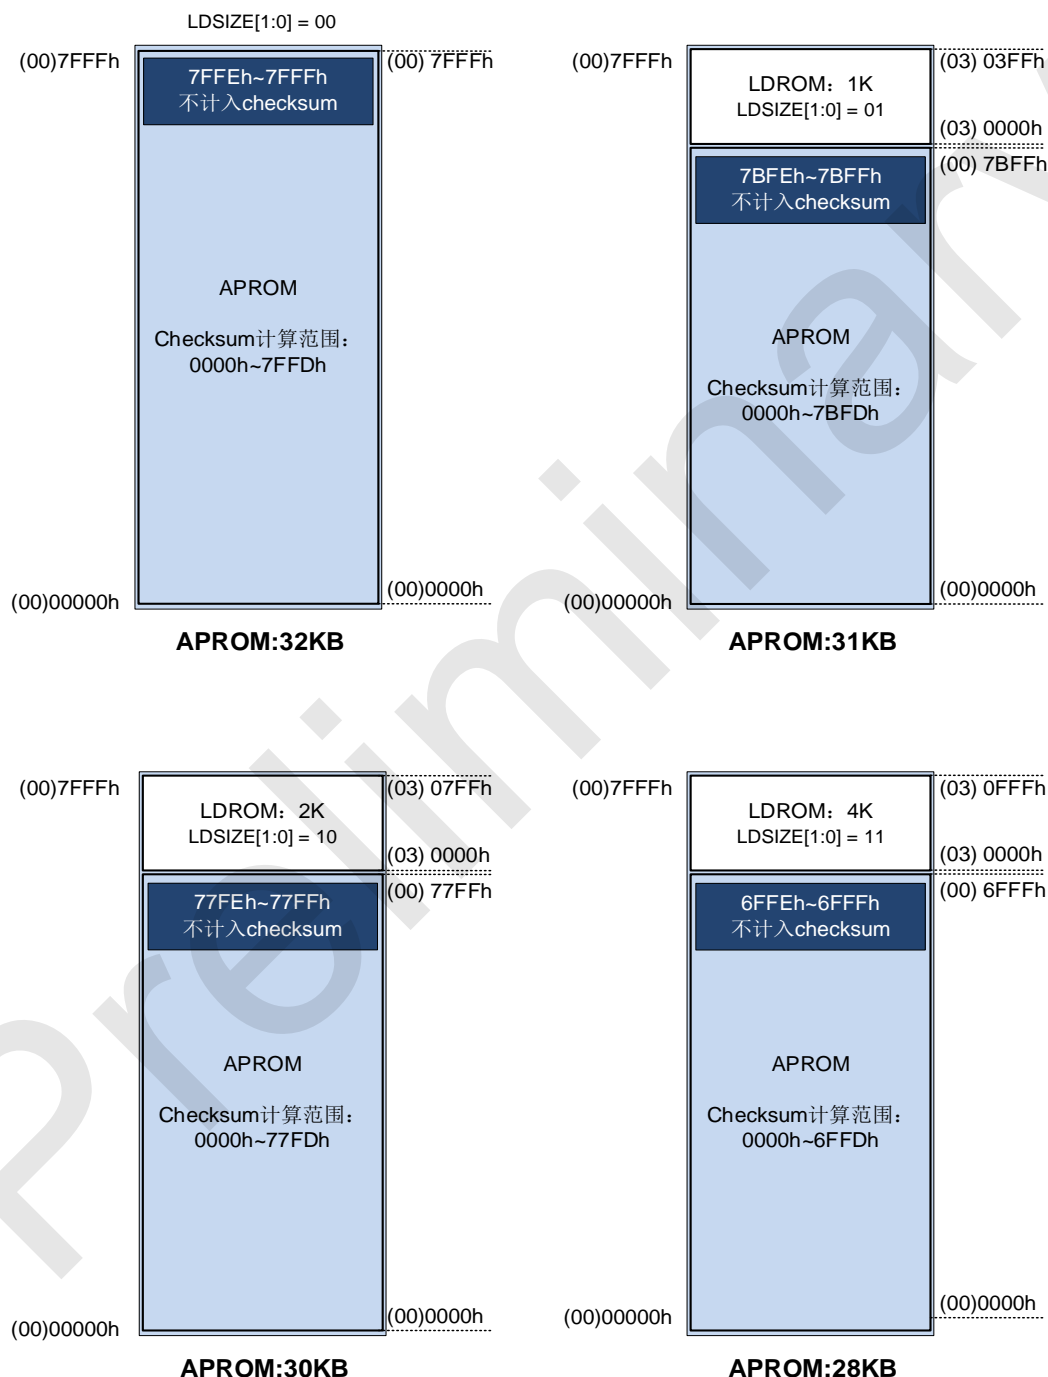 LDSIZE[1:0] = 00
(00)7FFFh
(00) 7FFFh
7FFEh~7FFFh
不计入checksum
APROM
Checksum计算范围：
0000h~7FFDh
(00)00000h
(00)0000h
APROM:32KB
(00)7FFFh
(03) 03FFh
LDROM：1K
LDSIZE[1:0] = 01
(03) 0000h
(00) 7BFFh
7BFEh~7BFFh
不计入checksum
APROM
Checksum计算范围：
0000h~7BFDh
(00)00000h
(00)0000h
APROM:31KB
(00)7FFFh
(03) 07FFh
LDROM：2K
LDSIZE[1:0] = 10
(03) 0000h
(00) 77FFh
77FEh~77FFh
不计入checksum
APROM
Checksum计算范围：
0000h~77FDh
(00)00000h
(00)0000h
APROM:30KB
(00)7FFFh
(03) 0FFFh
LDROM：4K
LDSIZE[1:0] = 11
(03) 0000h
(00) 6FFFh
6FFEh~6FFFh
不计入checksum
APROM
Checksum计算范围：
0000h~6FFDh
(00)00000h
(00)0000h
APROM:28KB
Preliminary